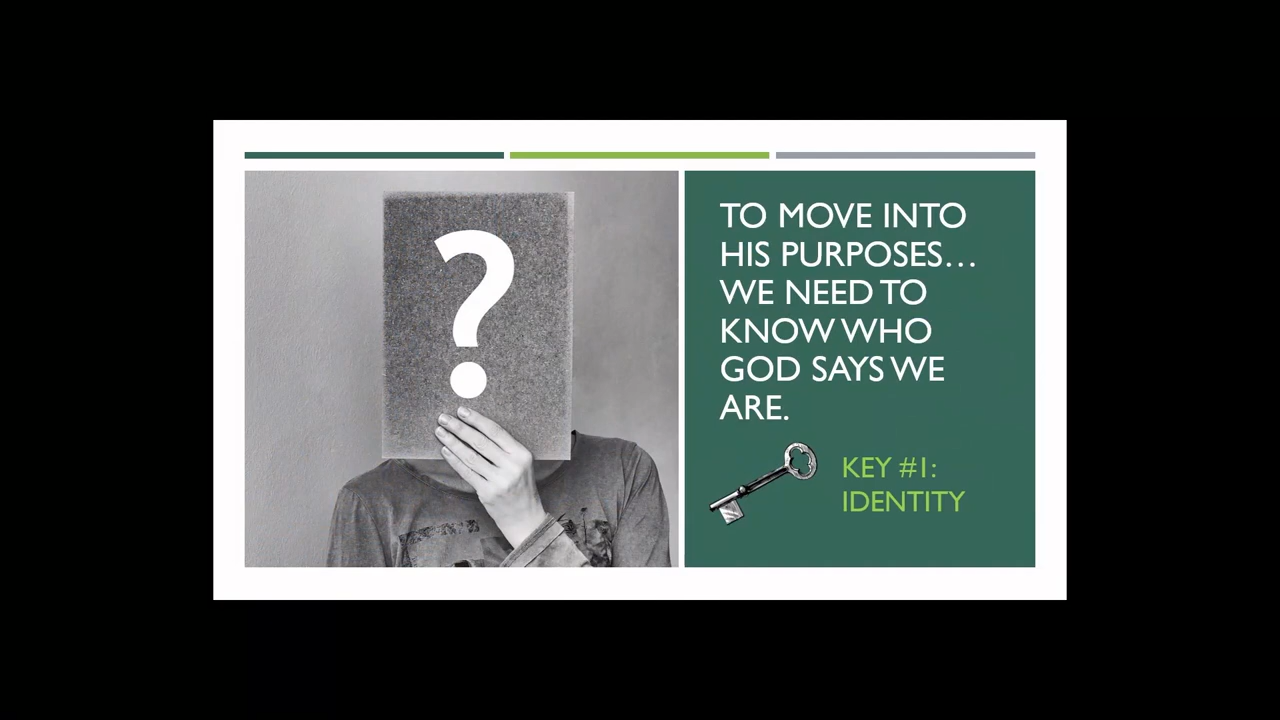 ?
TO MOVE INTO
HIS PURPOSES…
WE NEED TO
KNOW WHO
GOD SAYS WE
ARE.
KEY #1:
IDENTITY